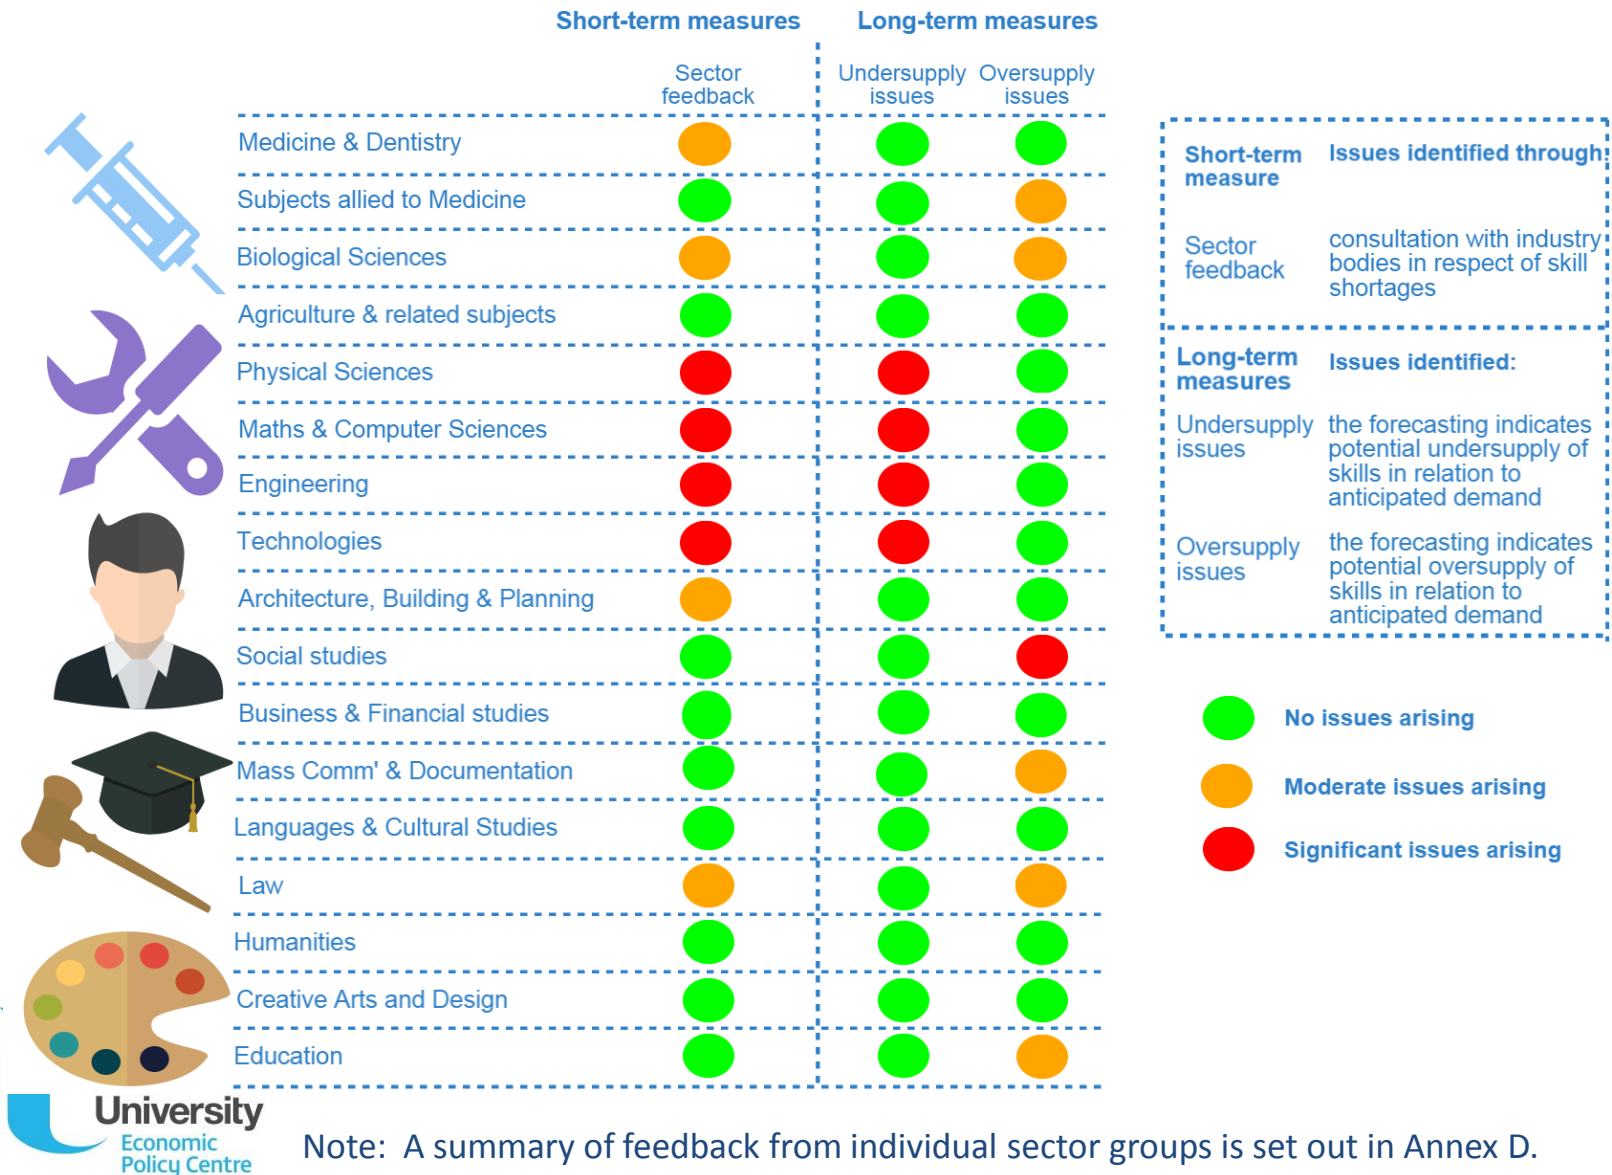 Short-term measures
Long-term measures
Sector
feedback
Undersupply
issues
Oversupply
issues
Medicine & Dentistry
Subjects allied to Medicine
Biological Sciences
Agriculture & related subjects
Physical Sciences
Maths & Computer Sciences
Engineering
Technologies
Architecture, Building & Planning
Social studies
Business & Financial studies
Mass Comm' & Documentation
Languages & Cultural Studies
Law
Humanities
Creative Arts and Design
Education
Short-term
measure
Issues identified through:
Sector
feedback
consultation with industry
bodies in respect of skill
shortages
Long-term
measures
Issues identified:
Undersupply
issues
the forecasting indicates
potential undersupply of
skills in relation to
anticipated demand
Oversupply
issues
the forecasting indicates
potential oversupply of
skills in relation to
anticipated demand
No issues arising
Moderate issues arising
Significant issues arising
University
Economic
Policy Centre
Note: A summary of feedback from individual sector groups is set out in Annex D.